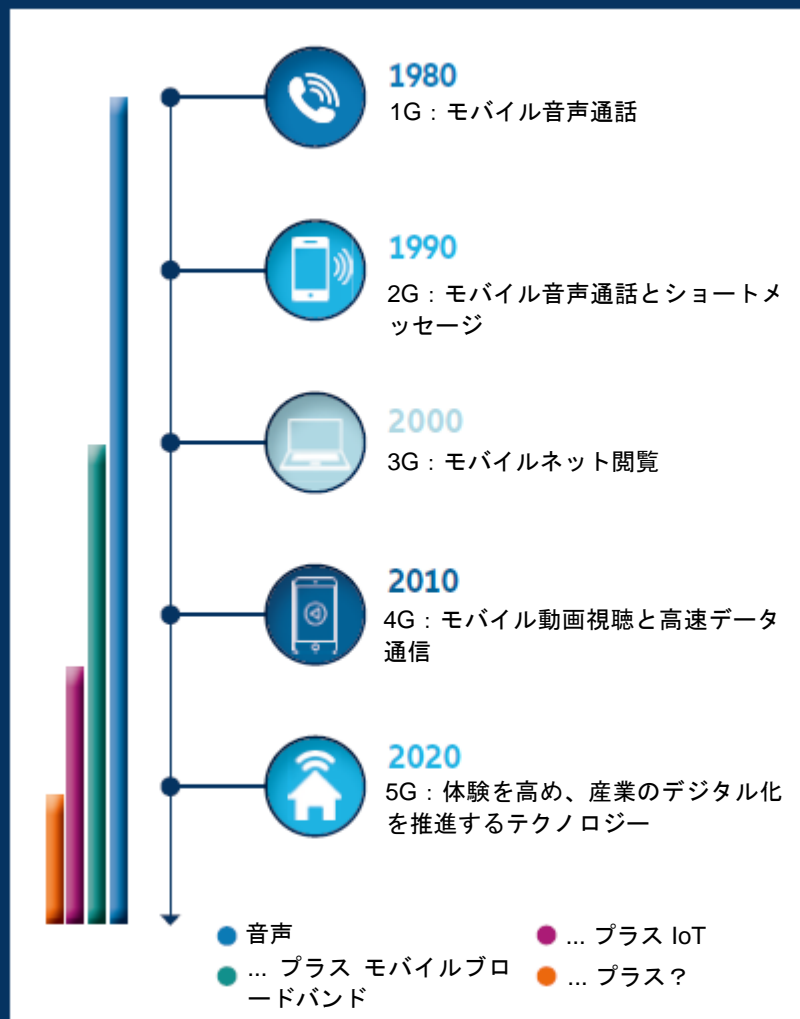 1980
1G：モバイル音声通話
1990
2G：モバイル音声通話とショートメ
ッセージ
2000
3G：モバイルネット閲覧
2010
4G：モバイル動画視聴と高速データ
通信
2020
5G：体験を高め、産業のデジタル化
を推進するテクノロジー
音声
... プラス モバイルブロ
ードバンド
... プラス IoT
... プラス？